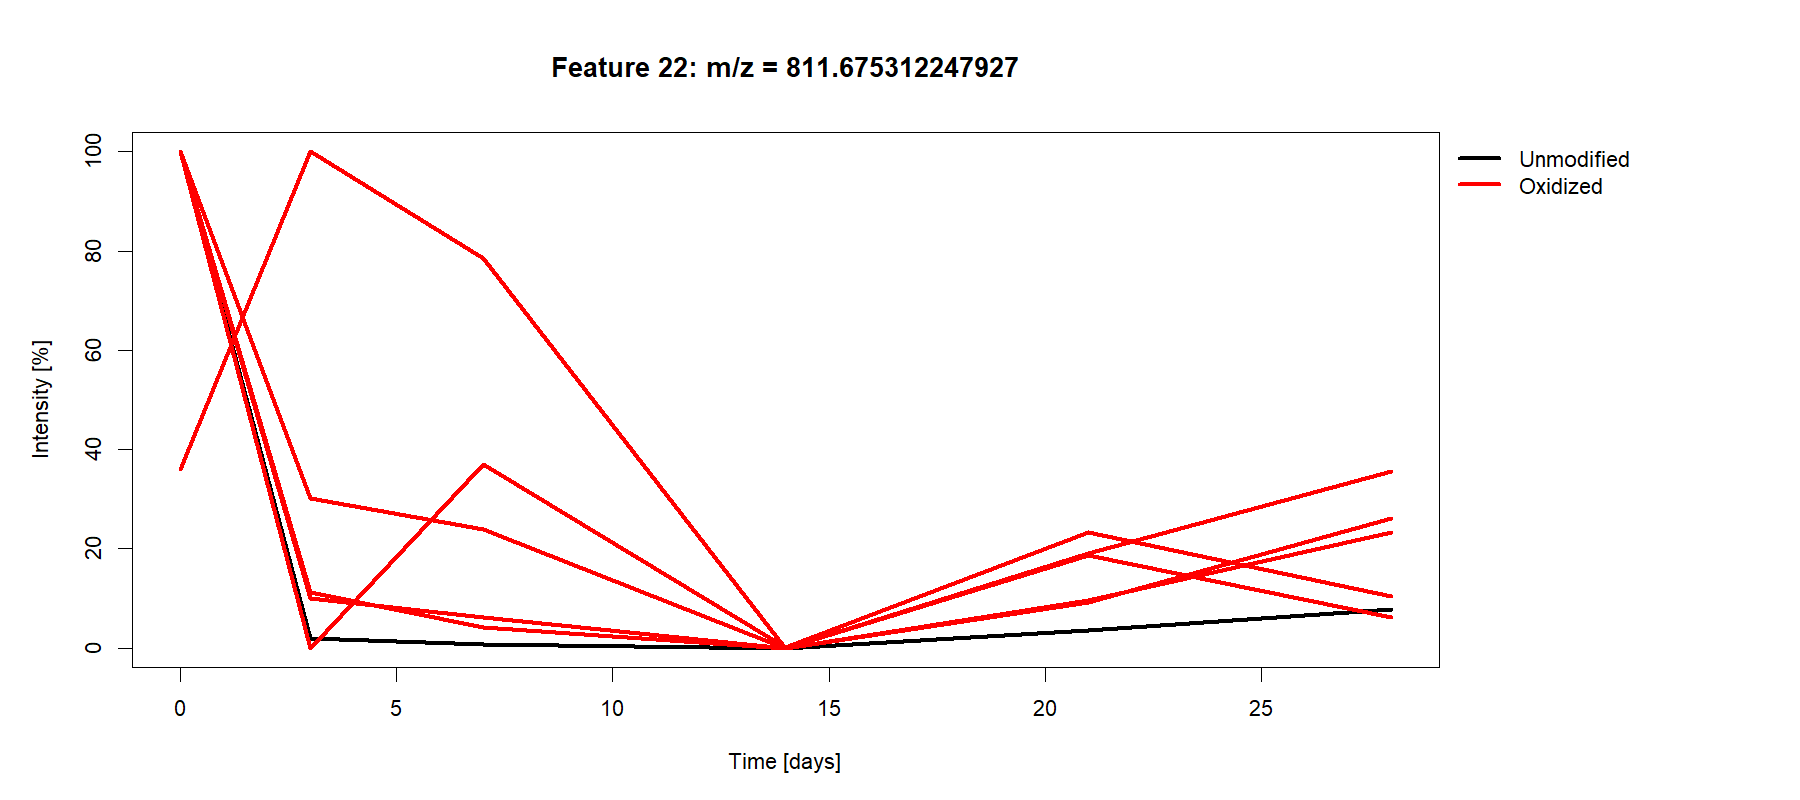 Feature 22: m/z = 811.675312247927
Unmodified
Oxidized
Intensity [%]
100
80
60
40
20
0
0 5 10 15 20 25
Time [days]